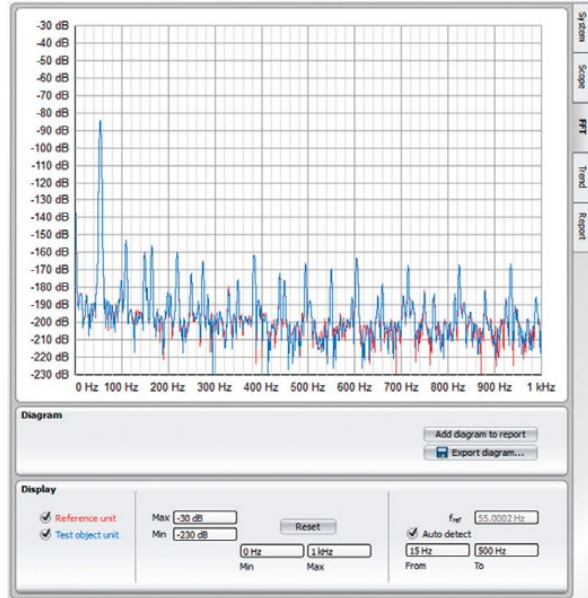 -30 dB
-40 dB
-50 dB
-60 dB
-70 dB
-80 dB
-90 dB
-100 dB
-110 dB
-120 dB
-130 dB
-140 dB
-150 dB
-160 dB
-170 dB
-180 dB
-190 dB
-200 dB
-210 dB
-220 dB
-230 dB
0 Hz 100 Hz 200 Hz 300 Hz 400 Hz 500 Hz 600 Hz 700 Hz 800 Hz 900 Hz 1 kHz
System
Scope
FFT
Trend
Report
Diagram
Add diagram to report
Export diagram...
Display
Reference unit
Test object unit
Max -30 dB
Min -230 dB
Reset
0 Hz 1 kHz
Min Max
fref 55.0002 Hz
Auto detect
15 Hz 500 Hz
From To